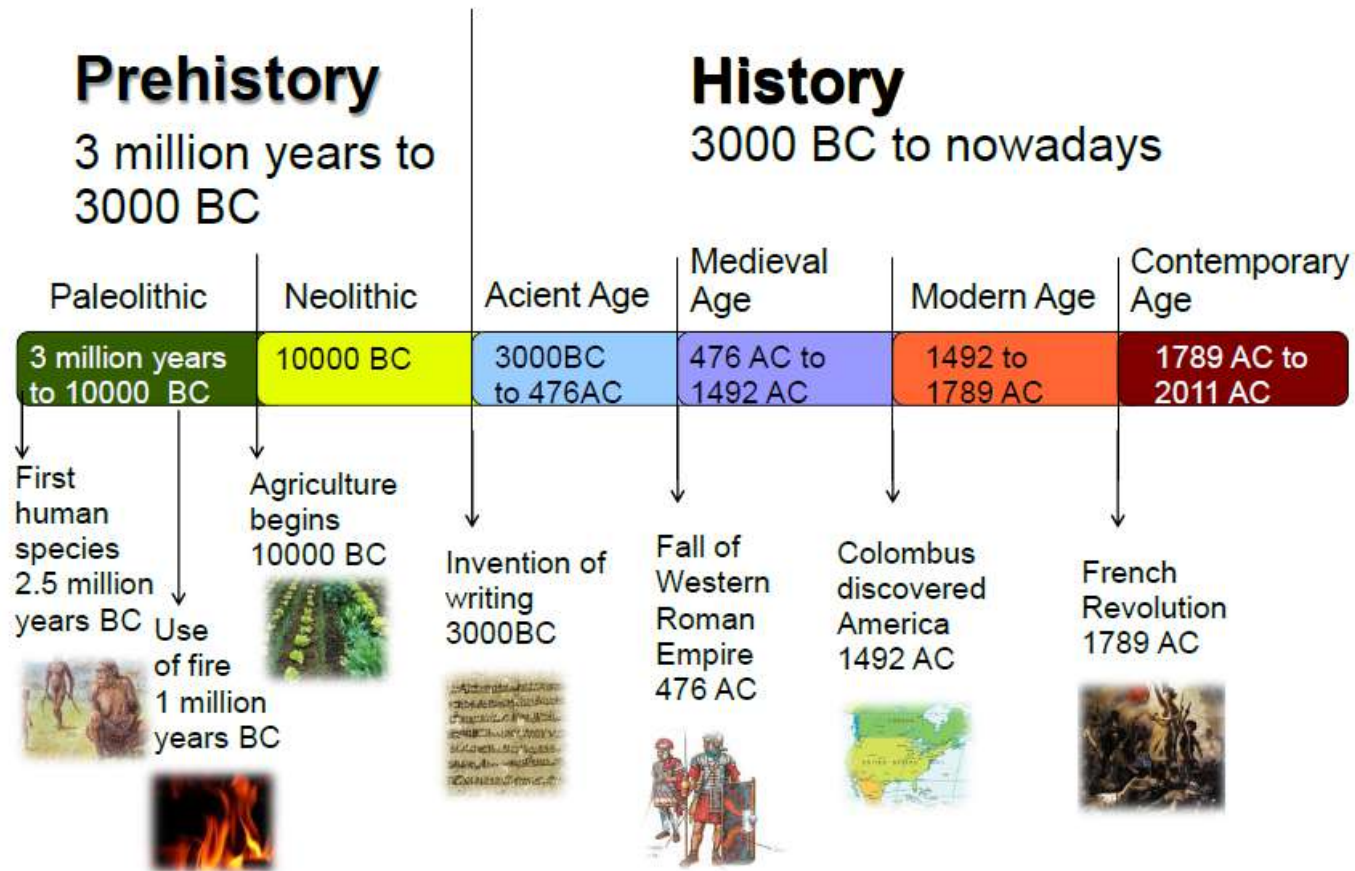 Prehistory
3 million years to
3000 BC
History
3000 BC to nowadays
Paleolithic
Neolithic
Acient Age
Medieval
Age
Modern Age
Contemporary
Age
3 million years
to 10000 BC
10000 BC
3000BC
to 476AC
476 AC to
1492 AC
1492 to
1789 AC
1789 AC to
2011 AC
First
human
species
2.5 million
years BC
Use
of fire
1 million
years BC
Agriculture
begins
10000 BC
Invention of
writing
3000BC
Fall of
Western
Roman
Empire
476 AC
Colombus
discovered
America
1492 AC
French
Revolution
1789 AC